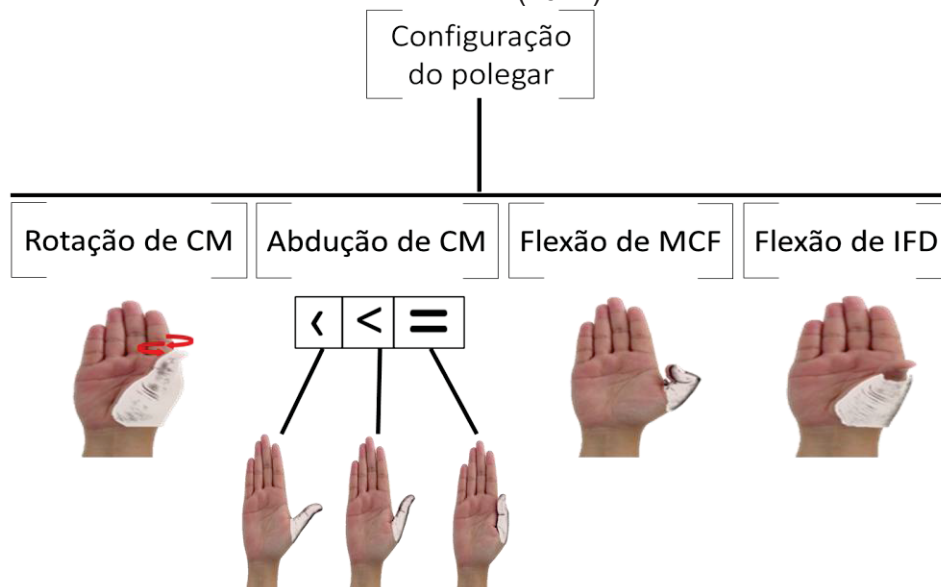 Configuração
do polegar
Rotação de CM
Abdução de CM
Flexão de MCF
Flexão de IFD
‹ < =